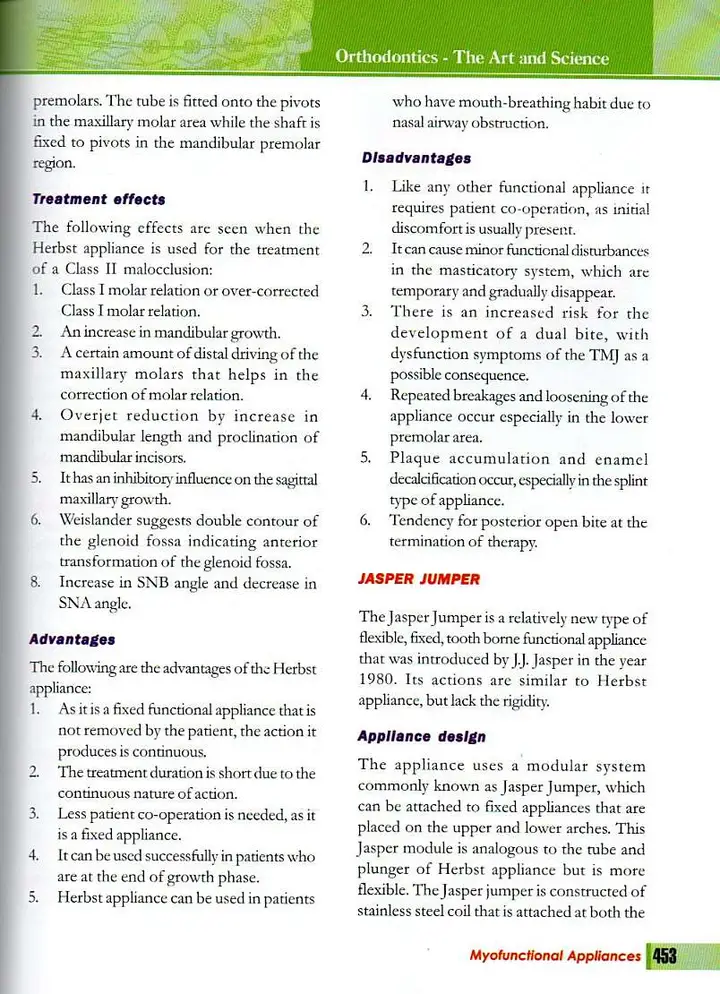 Orthodontics - The Art and Science
premolars. The tube is fitted onto the pivots
in the maxillary molar area while the shaft is
fixed to pivots in the mandibular premolar
region.
Treatment effects
The following effects are seen when the
Herbst appliance is used for the treatment
of a Class II malocclusion:
1. Class I molar relation or over-corrected
Class I molar relation.
2. An increase in mandibular growth.
3. A certain amount of distal driving of the
maxillary molars that helps in the
correction of molar relation.
4. Overjet reduction by increase in
mandibular length and proclination of
mandibular incisors.
5. It has an inhibitory influence on the sagittal
maxillary growth.
6. Weislander suggests double contour of
the glenoid fossa indicating anterior
transformation of the glenoid fossa.
8. Increase in SNB angle and decrease in
SNA angle.
Advantages
The following are the advantages of the Herbst
appliance:
1. As it is a fixed functional appliance that is
not removed by the patient, the action it
produces is continuous.
2. The treatment duration is short due to the
continuous nature of action.
3. Less patient co-operation is needed, as it
is a fixed appliance.
4. It can be used successfully in patients who
are at the end of growth phase.
5. Herbst appliance can be used in patients
who have mouth-breathing habit due to
nasal airway obstruction.
Disadvantages
1. Like any other functional appliance it
requires patient co-operation, as initial
discomfort is usually present.
2. It can cause minor functional disturbances
in the masticatory system, which are
temporary and gradually disappear.
3. There is an increased risk for the
development of a dual bite, with
dysfunction symptoms of the TMJ as a
possible consequence.
4. Repeated breakages and loosening of the
appliance occur especially in the lower
premolar area.
5. Plaque accumulation and enamel
decalcification occur, especially in the splint
type of appliance.
6. Tendency for posterior open bite at the
termination of therapy.
JASPER JUMPER
The Jasper Jumper is a relatively new type of
flexible, fixed, tooth borne functional appliance
that was introduced by J.J. Jasper in the year
1980. Its actions are similar to Herbst
appliance, but lack the rigidity.
Appliance design
The appliance uses a modular system
commonly known as Jasper Jumper, which
can be attached to fixed appliances that are
placed on the upper and lower arches. This
Jasper module is analogous to the tube and
plunger of Herbst appliance but is more
flexible. The Jasper jumper is constructed of
stainless steel coil that is attached at both the
Myofunctional Appliances 453